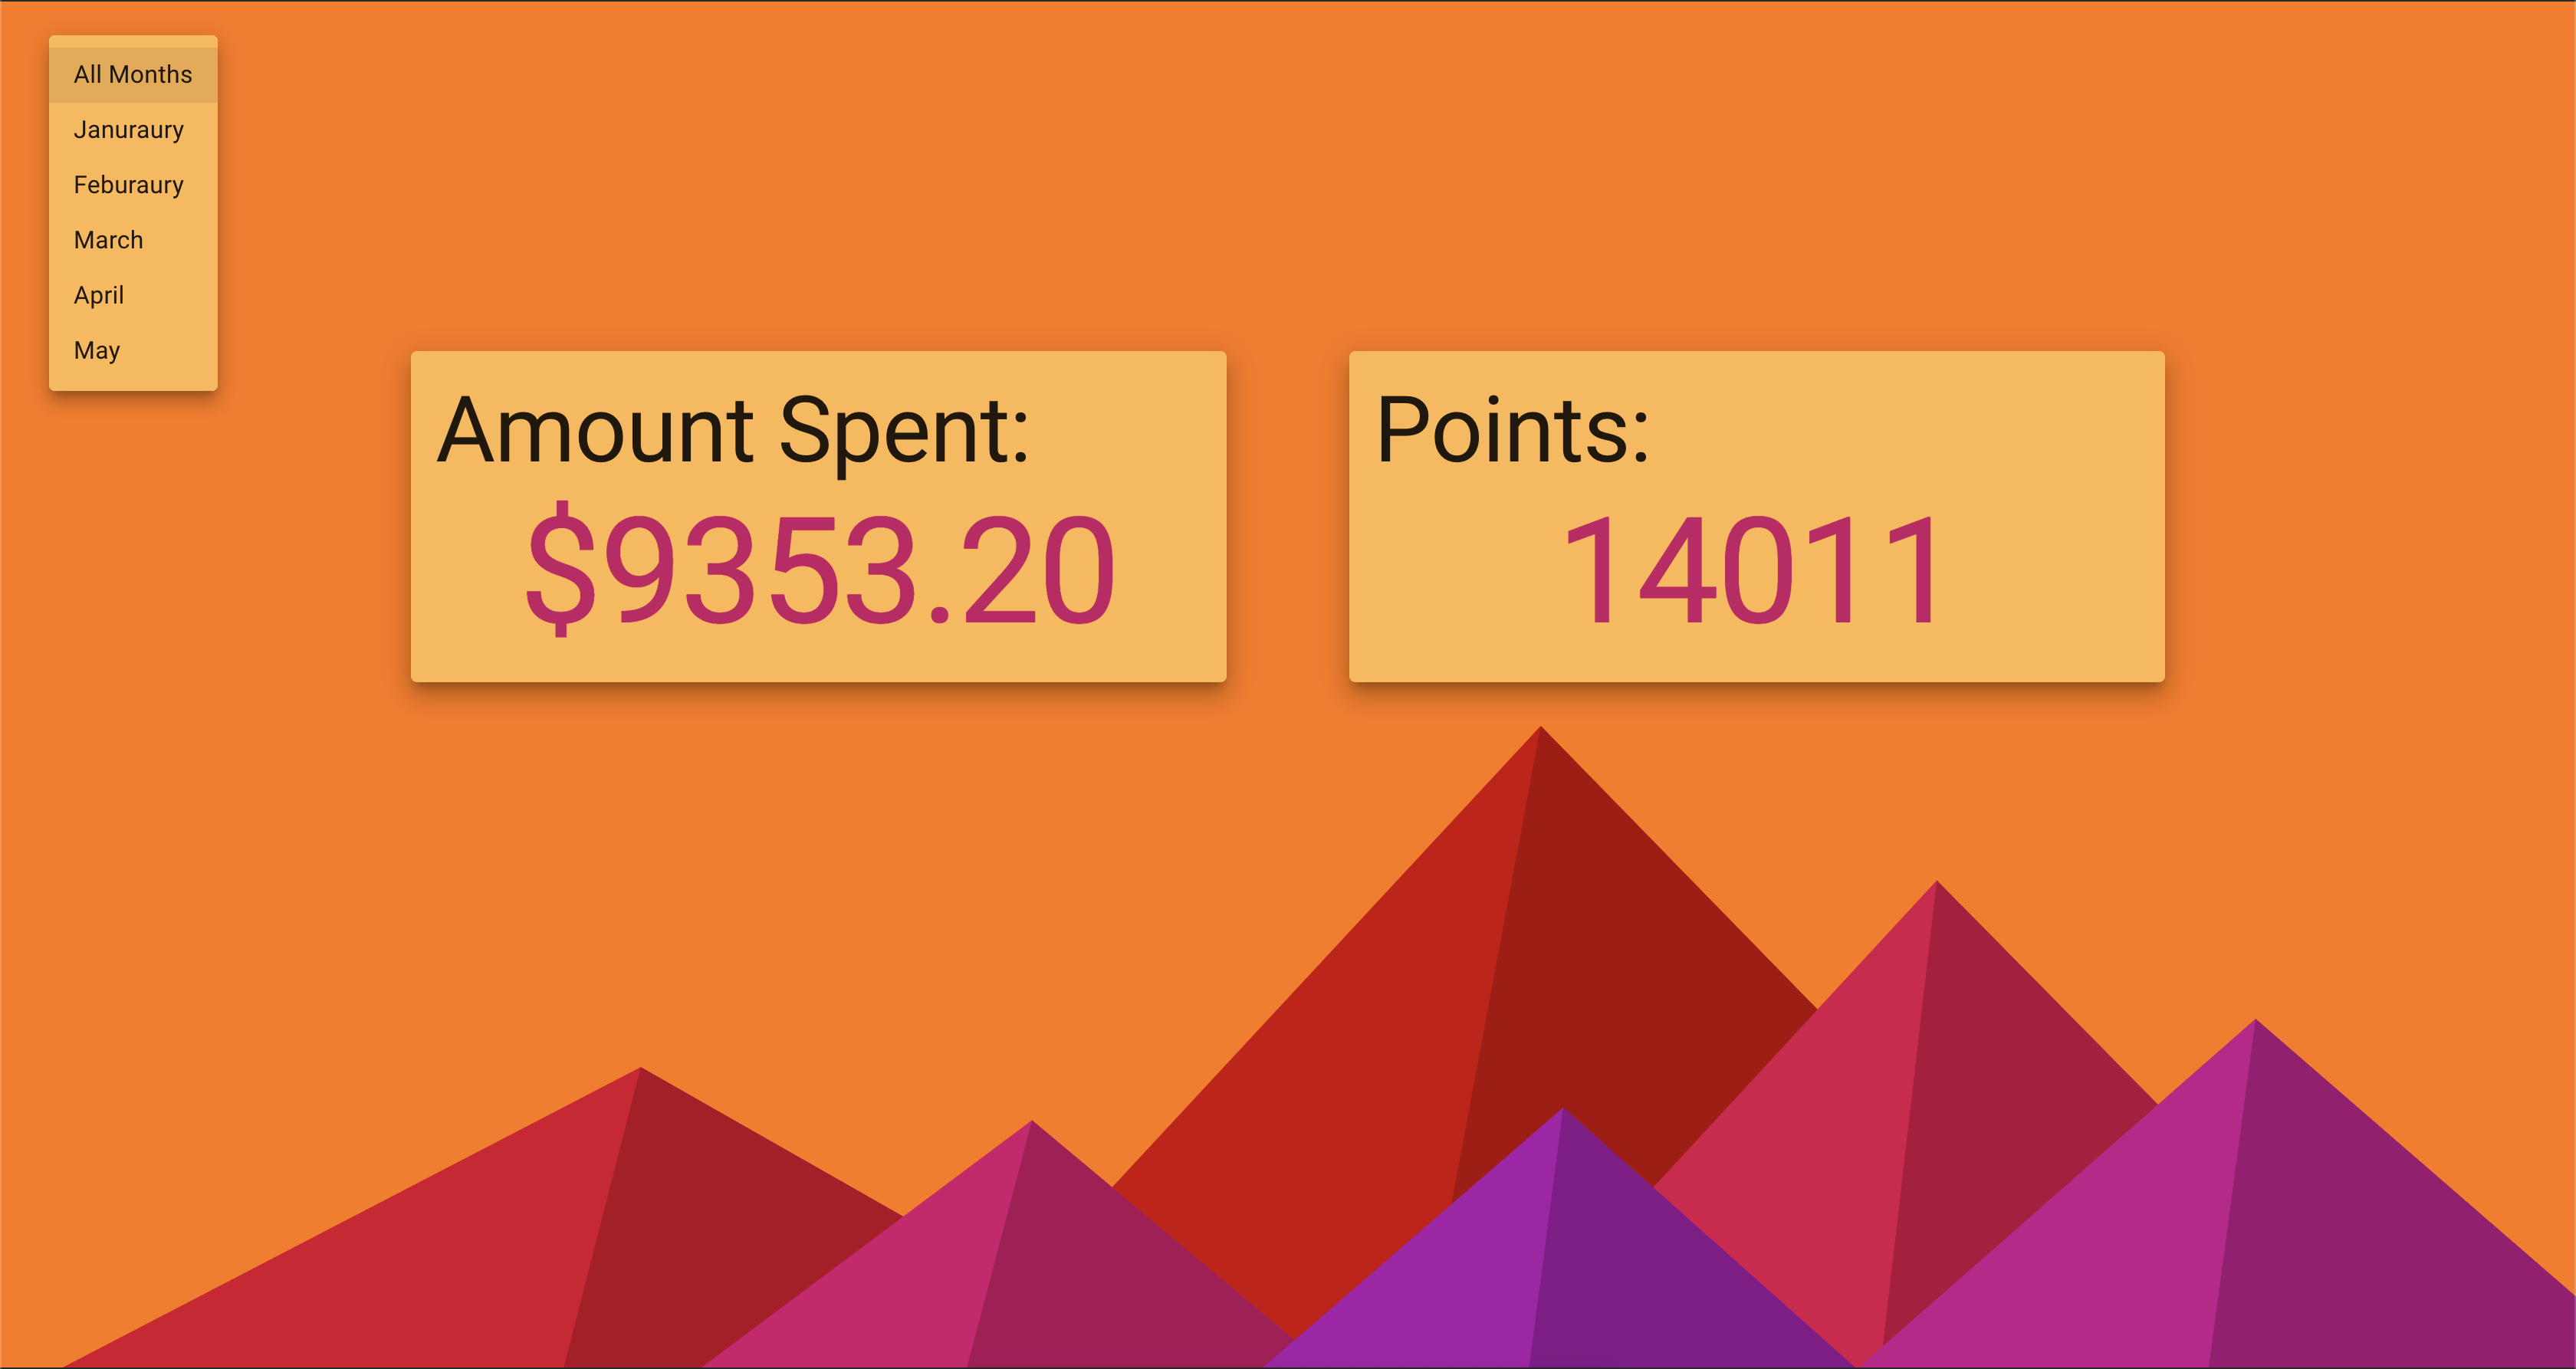 All Months
Januraury
Feburaury
March
April
May
Amount Spent:
$9353.20
Points:
14011